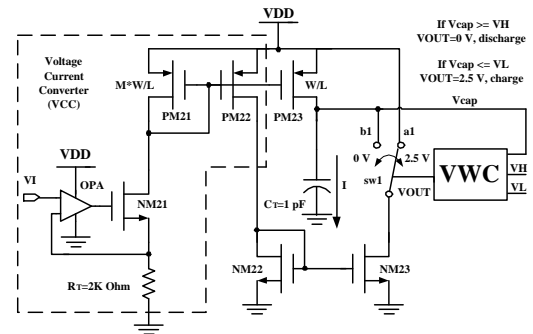 VDD
If Vcap >= VH
VOUT=0 V, discharge
If Vcap <= VL
VOUT=2.5 V, charge
Voltage
Current
Converter
(VCC)
M*W/L
PM21
PM22
W/L
PM23
Vcap
b1
a1
0 V
2.5 V
sw1
VOUT
VWC
VH
VL
VDD
VI
OPA
NM21
CT=1 pF
I
RT=2K Ohm
NM22
NM23